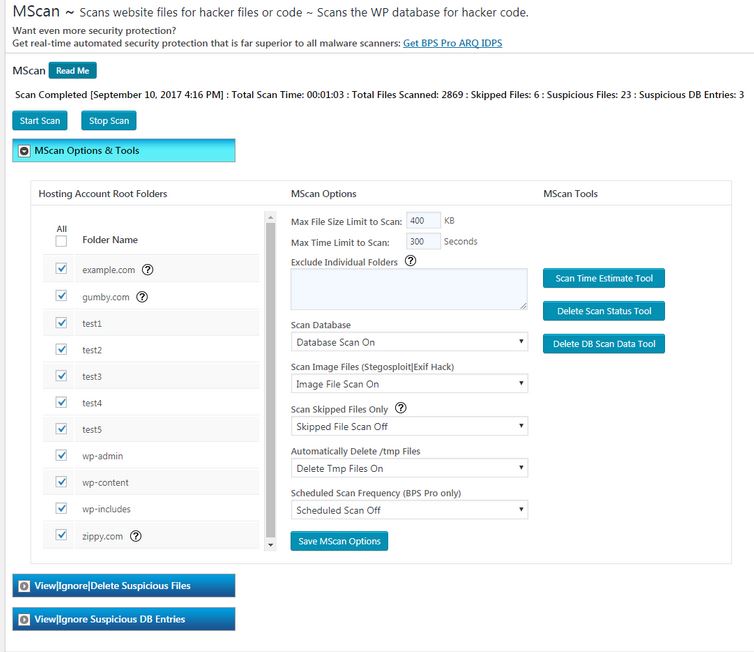 MScan ~ Scans website files for hacker files or code ~ Scans the WP database for hacker code.
Want even more security protection?
Get real-time automated security protection that is far superior to all malware scanners: Get BPS Pro ARQ IDPS
MScan Read Me
Scan Completed [September 10, 2017 4:16 PM] : Total Scan Time: 00:01:03 : Total Files Scanned: 2869 : Skipped Files: 6 : Suspicious Files: 23 : Suspicious DB Entries: 3
Start Scan Stop Scan
MScan Options & Tools
Hosting Account Root Folders
All
Folder Name
example.com ?
gumby.com ?
test1
test2
test3
test4
test5
wp-admin
wp-content
wp-includes
zippy.com ?
MScan Options
Max File Size Limit to Scan: 400 KB
Max Time Limit to Scan: 300 Seconds
Exclude Individual Folders ?
Scan Database
Database Scan On
Scan Image Files (Stegosploit|Exif Hack)
Image File Scan On
Scan Skipped Files Only ?
Skipped File Scan Off
Automatically Delete /tmp Files
Delete Tmp Files On
Scheduled Scan Frequency (BPS Pro only)
Scheduled Scan Off
Save MScan Options
MScan Tools
Scan Time Estimate Tool
Delete Scan Status Tool
Delete DB Scan Data Tool
View|Ignore|Delete Suspicious Files
View|Ignore Suspicious DB Entries